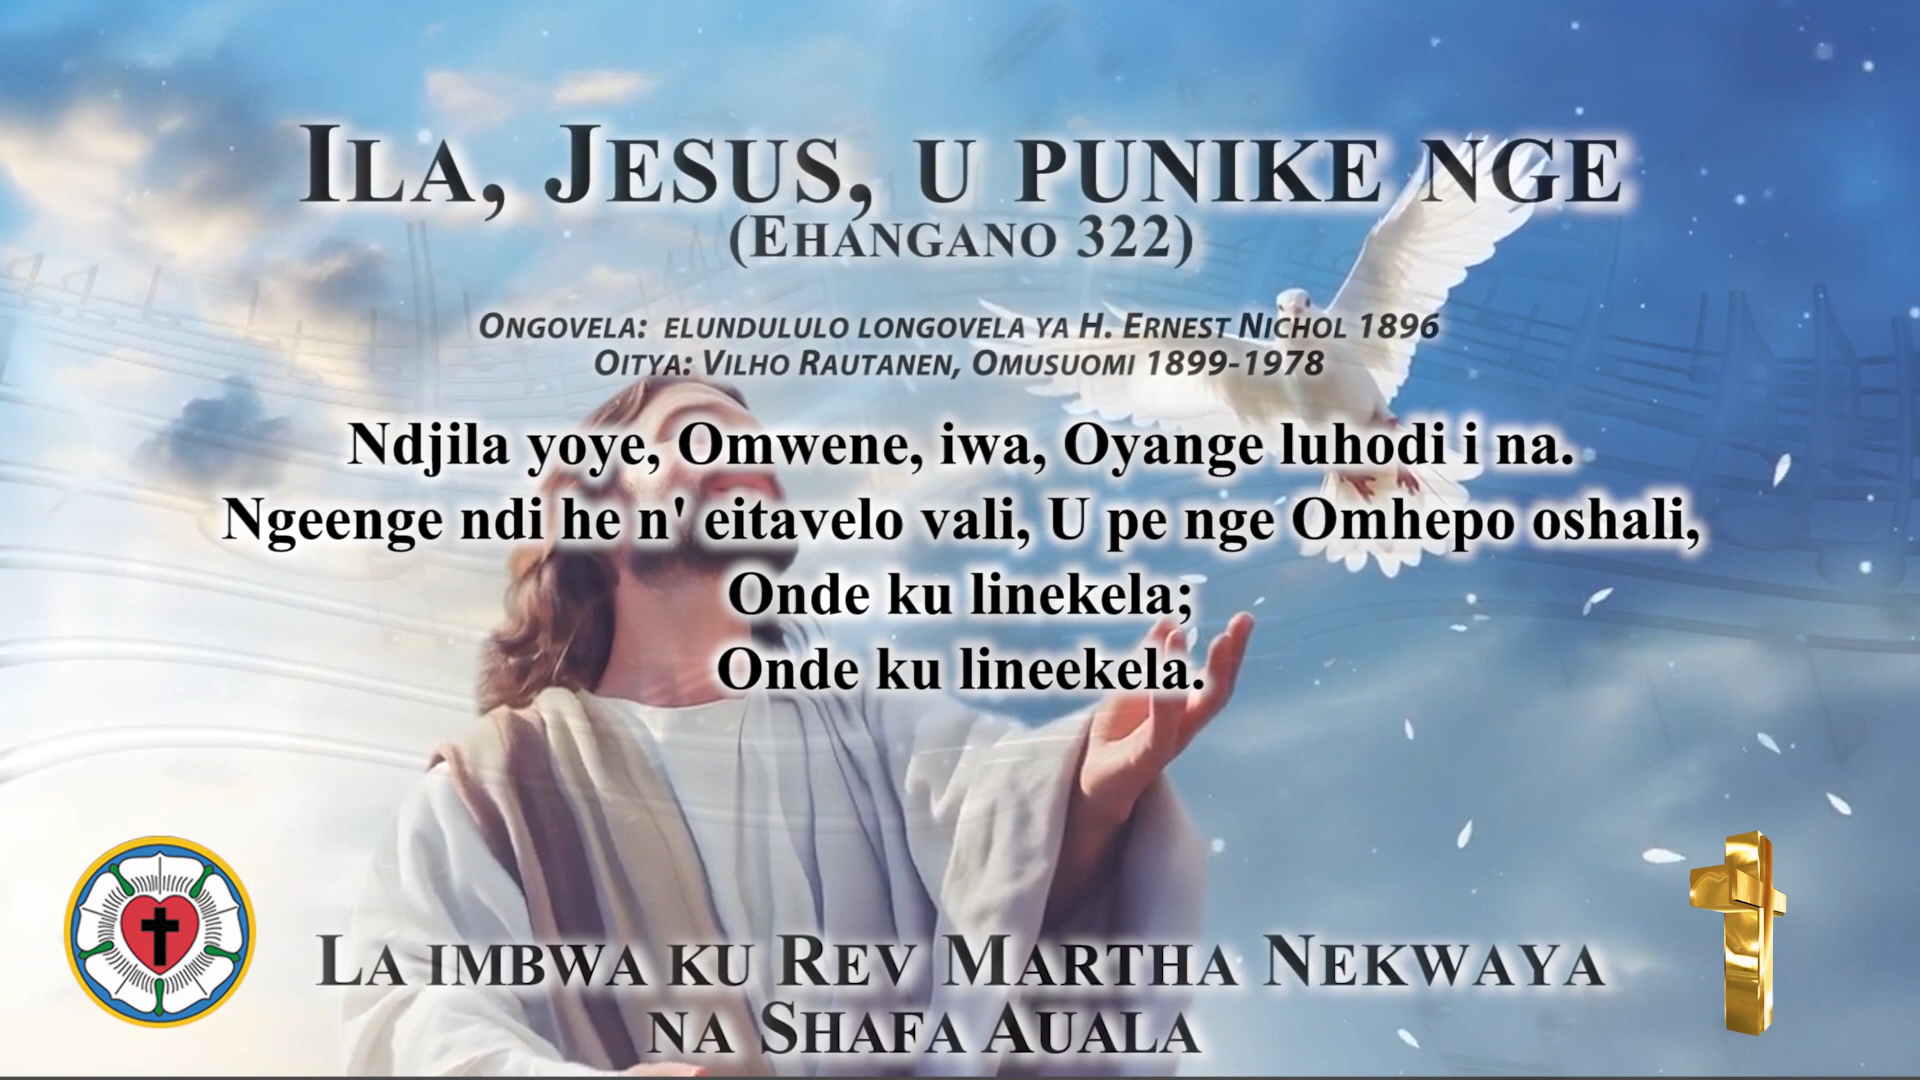 Ila, Jesus, u punike nge
(Ehangano 322)
Ongovela: elundululo longovela ya H. Ernest Nichol 1896
Oitya: Vilho Rautanen, Omusuomi 1899-1978
Ndjila yoye, Omwene, iwa, Oyange luhodi i na.
Ngeenge ndi he n' eitavelo vali, U pe nge Omhepo oshali,
Onde ku linekela;
Onde ku lineekela.
La imbwa ku Rev Martha Nekwaya
na Shafa Auala